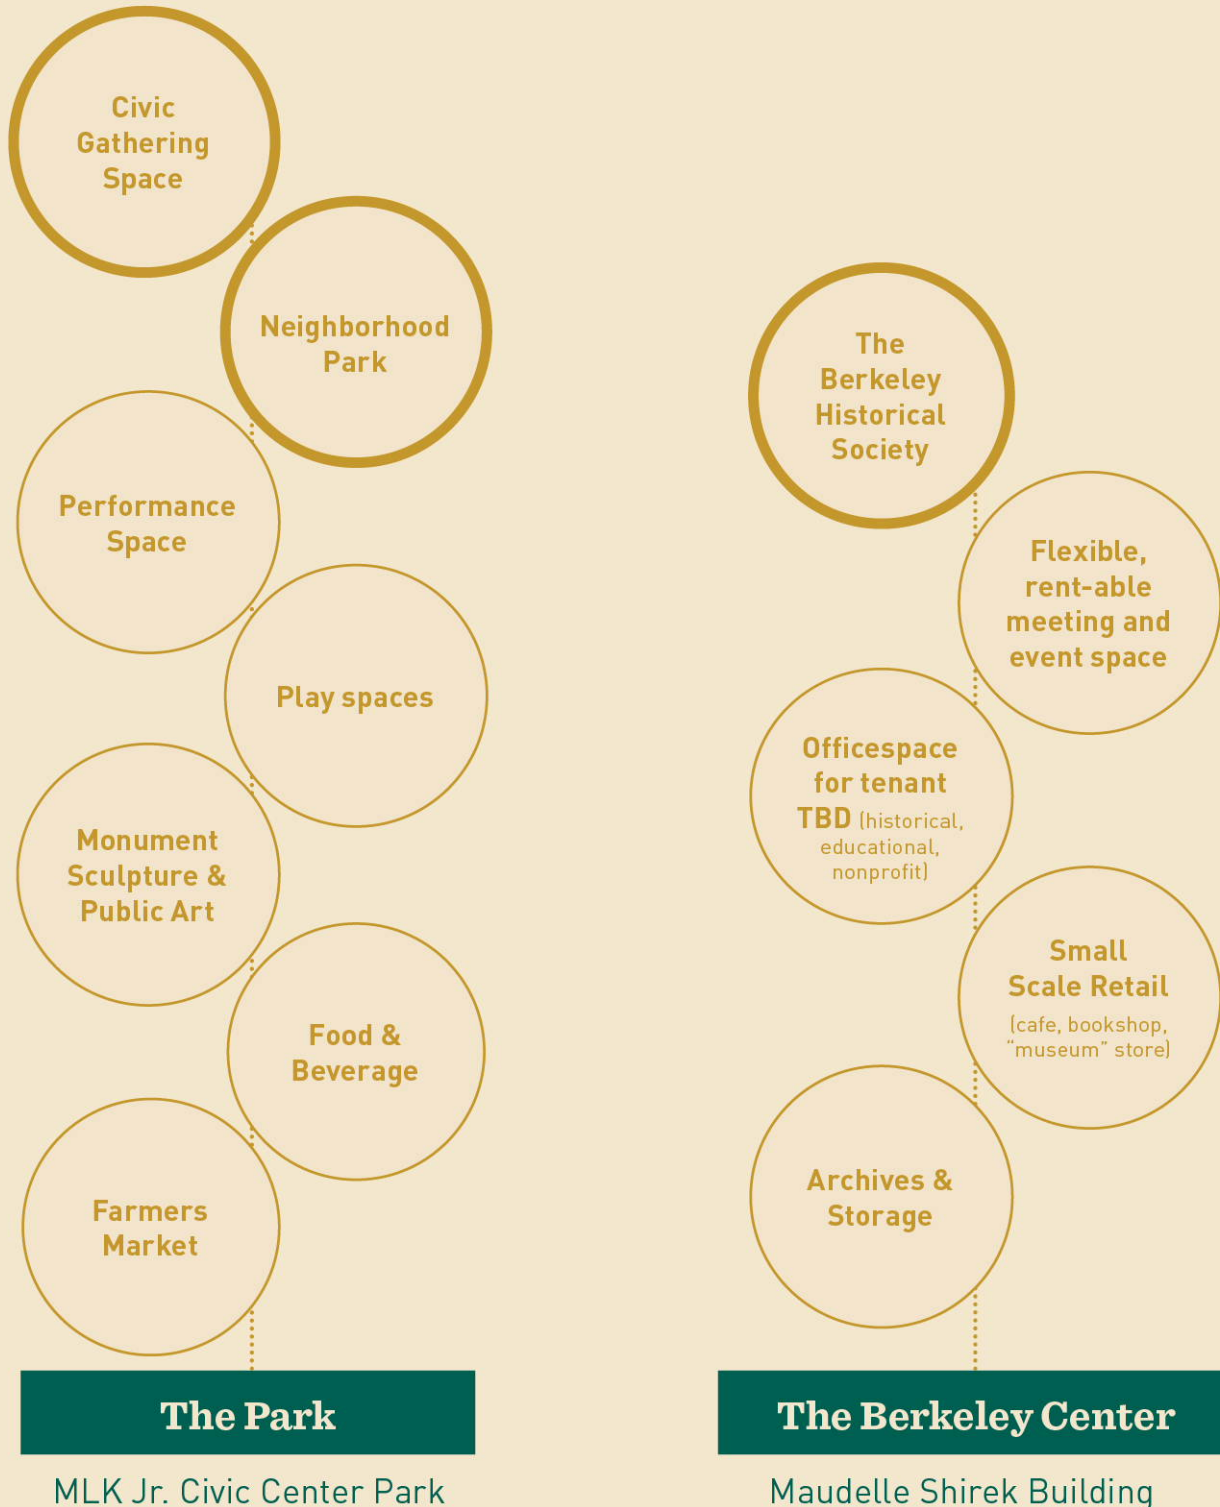 Civic
Gathering
Space
Neighborhood
Park
Performance
Space
Play spaces
Monument
Sculpture &
Public Art
Food &
Beverage
Farmers
Market
The Park
MLK Jr. Civic Center Park
The
Berkeley
Historical
Society
Flexible,
rent-able
meeting and
event space
Officespace
for tenant
TBD (historical,
educational,
nonprofit)
Small
Scale Retail
(cafe, bookshop,
"museum" store)
Archives &
Storage
The Berkeley Center
Maudelle Shirek Building